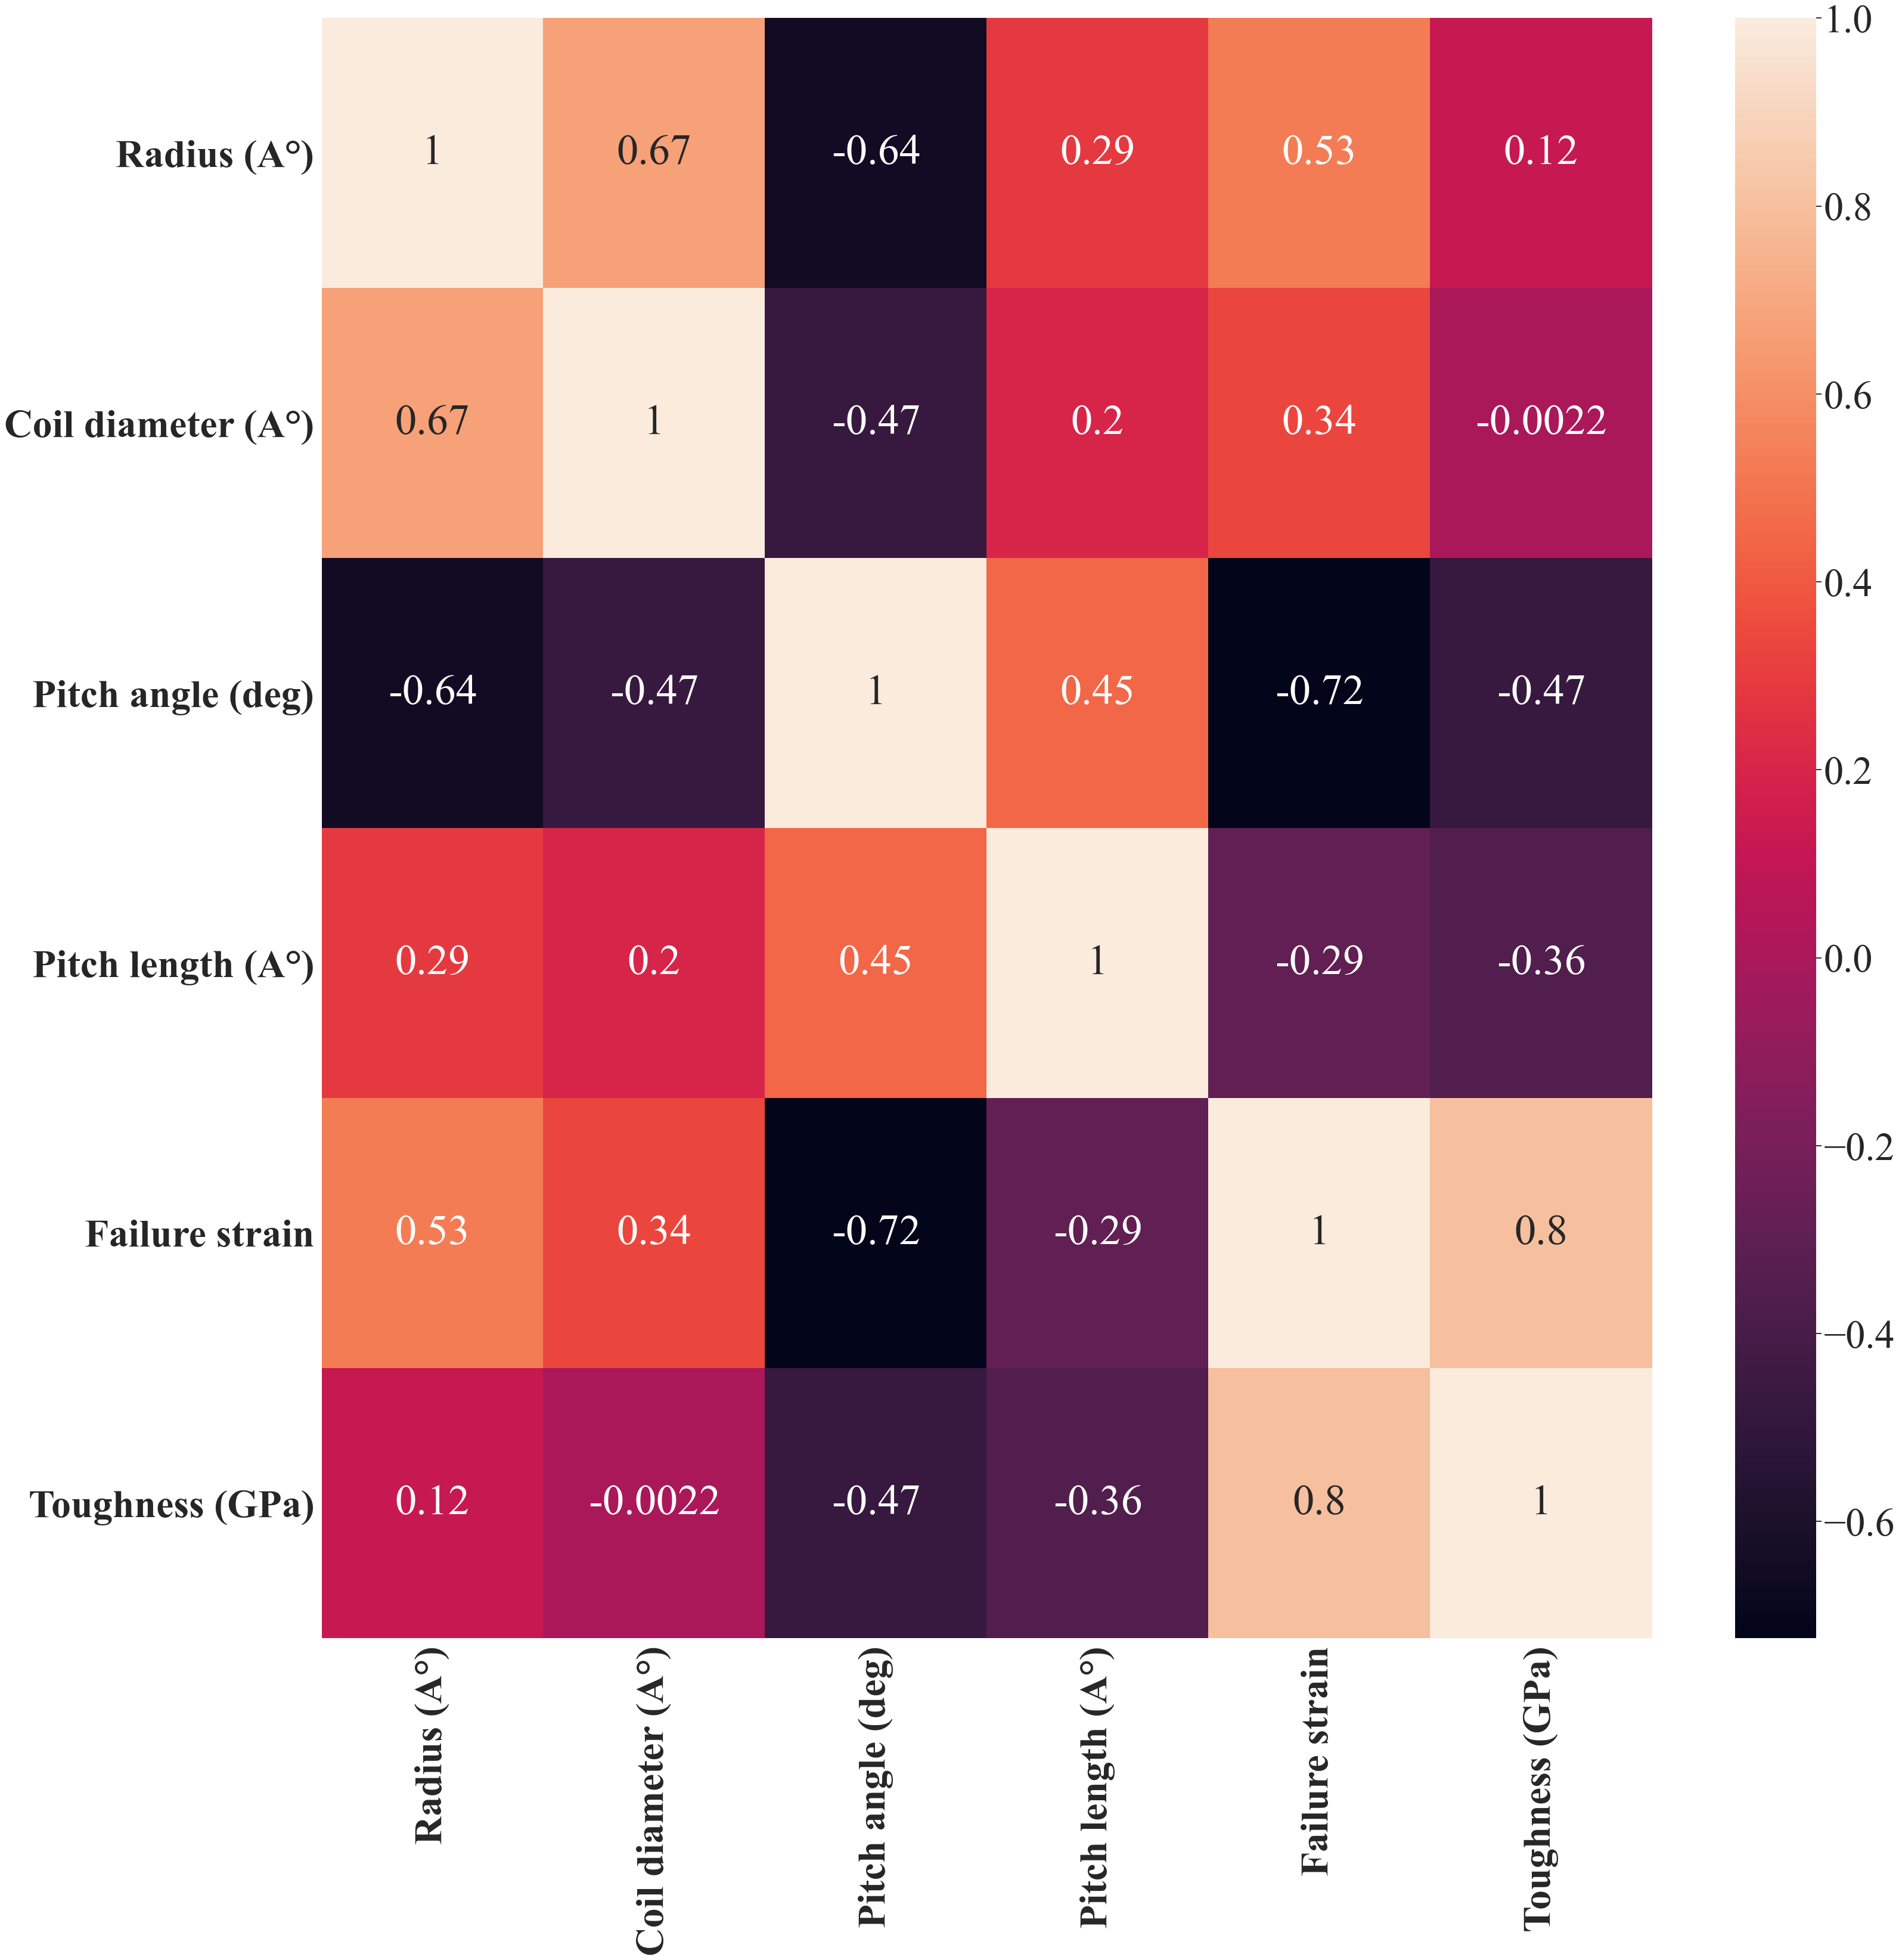 Radius (A°) 1 0.67 -0.64 0.29 0.53 0.12
Coil diameter (A°) 0.67 1 -0.47 0.2 0.34 -0.0022
Pitch angle (deg) -0.64 -0.47 1 0.45 -0.72 -0.47
Pitch length (A°) 0.29 0.2 0.45 1 -0.29 -0.36
Failure strain 0.53 0.34 -0.72 -0.29 1 0.8
Toughness (GPa) 0.12 -0.0022 -0.47 -0.36 0.8 1
Radius (A°)
Coil diameter (A°)
Pitch angle (deg)
Pitch length (A°)
Failure strain
Toughness (GPa)
1.0
0.8
0.6
0.4
0.2
0.0
−0.2
−0.4
−0.6